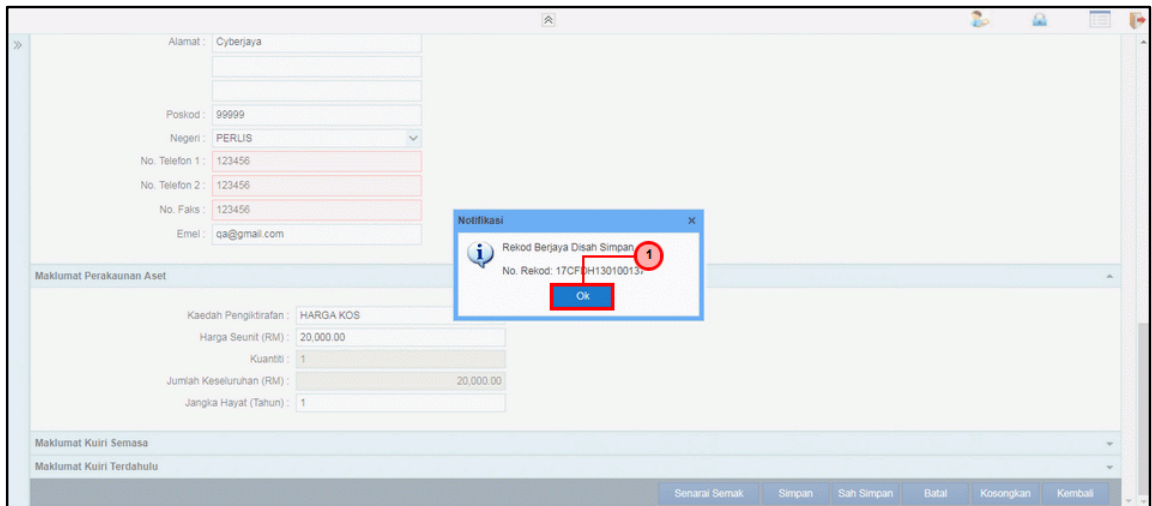 Alamat : Cyberjaya
Poskod : 99999
Negeri : PERLIS
No. Telefon 1 : 123456
No. Telefon 2 : 123456
No. Faks : 123456
Emel : qa@gmail.com
Notifikasi x
Rekod Berjaya Disah Simpan
1
No. Rekod: 17CFDH130100137
Ok
Maklumat Perakaunan Aset
Kaedah Pengiktirafan : HARGA KOS
Harga Seunit (RM) : 20,000.00
Kuantiti : 1
Jumlah Keseluruhan (RM) : 20,000.00
Jangka Hayat (Tahun) : 1
Maklumat Kuiri Semasa
Maklumat Kuiri Terdahulu
Senarai Semak Simpan Sah Simpan Batal Kosongkan Kembali